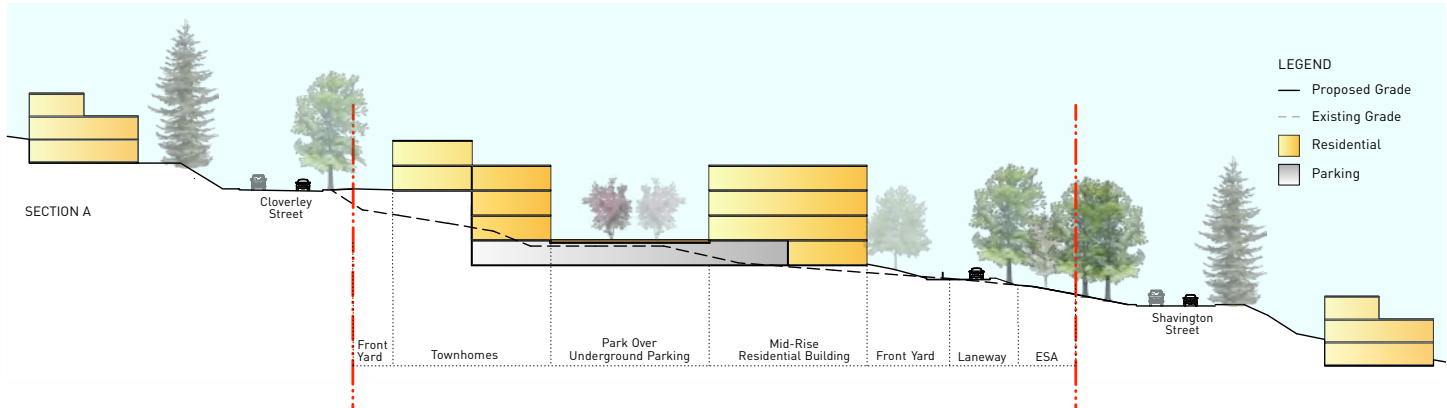 LEGEND
Proposed Grade
Existing Grade
Residential
Parking
SECTION A
Cloverley
Street
Shavington
Street
Front
Yard
Townhomes
Park Over
Underground Parking
Mid-Rise
Residential Building
Front Yard
Laneway
ESA